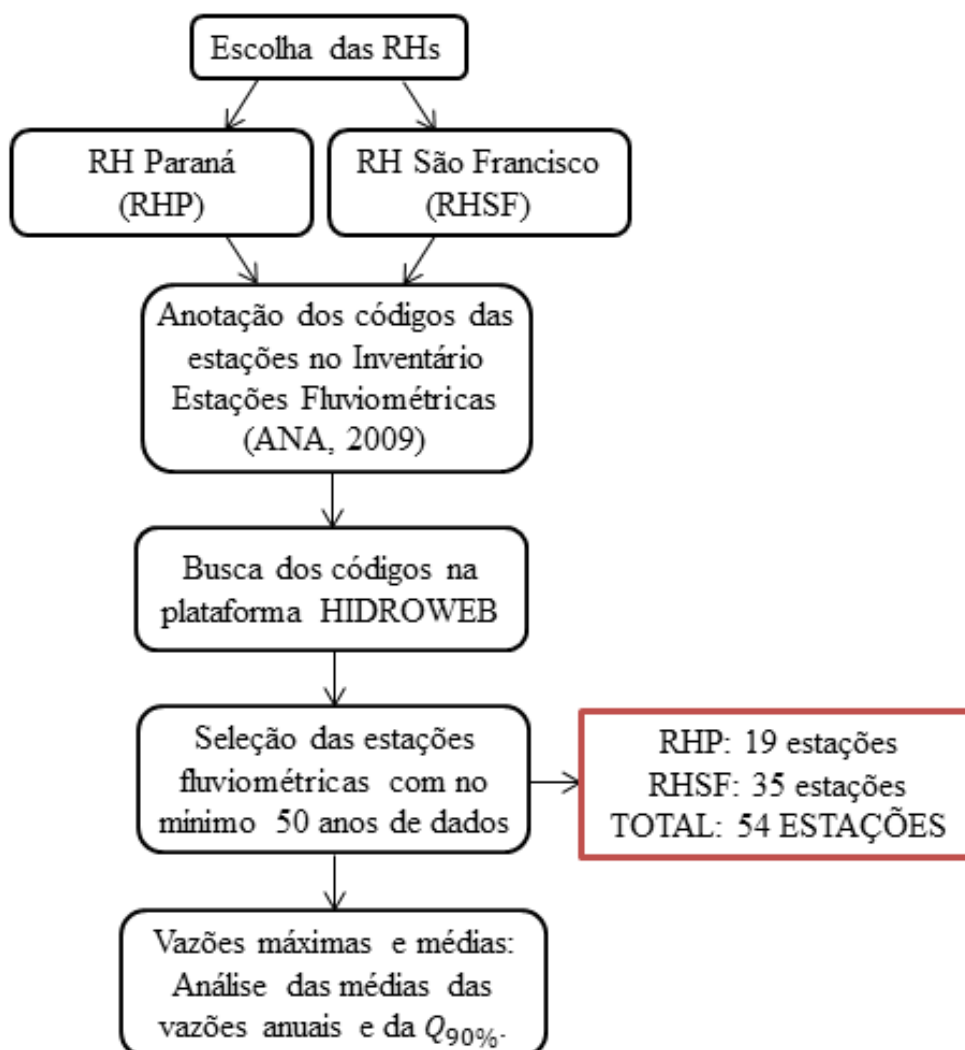 Escolha das RHs
RH Paraná
(RHP)
RH São Francisco
(RHSF)
Anotação dos códigos das
estações no Inventário
Estações Fluviométricas
(ANA, 2009)
Busca dos códigos na
plataforma HIDROWEB
Seleção das estações
fluviométricas com no
mínimo 50 anos de dados
RHP: 19 estações
RHSF: 35 estações
TOTAL: 54 ESTAÇÕES
Vazões máximas e médias:
Análise das médias das
vazões anuais e da Q90%.